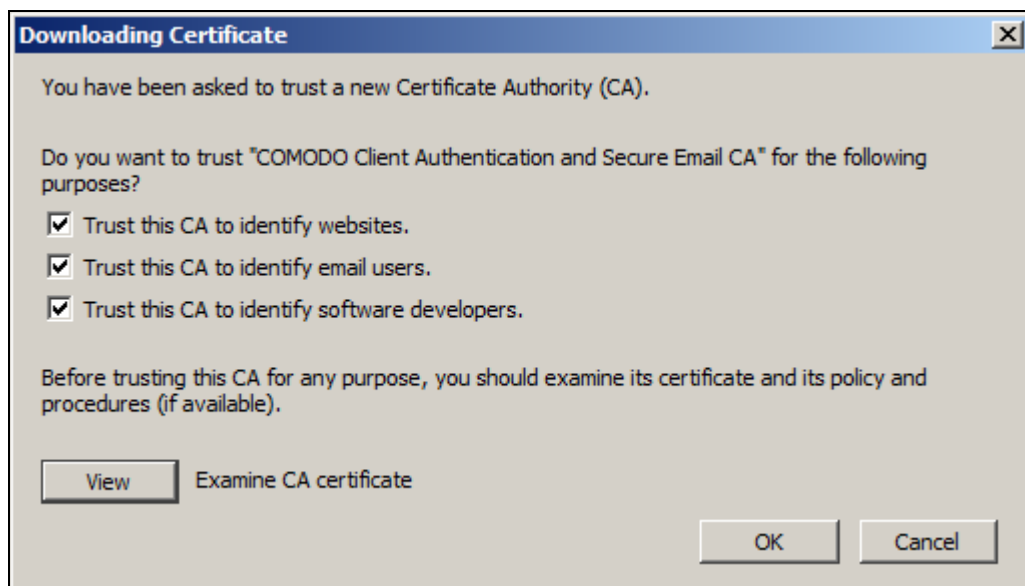 Downloading Certificate
You have been asked to trust a new Certificate Authority (CA).
Do you want to trust "COMODO Client Authentication and Secure Email CA" for the following
purposes?
Trust this CA to identify websites.
Trust this CA to identify email users.
Trust this CA to identify software developers.
Before trusting this CA for any purpose, you should examine its certificate and its policy and
procedures (if available).
View Examine CA certificate
OK Cancel